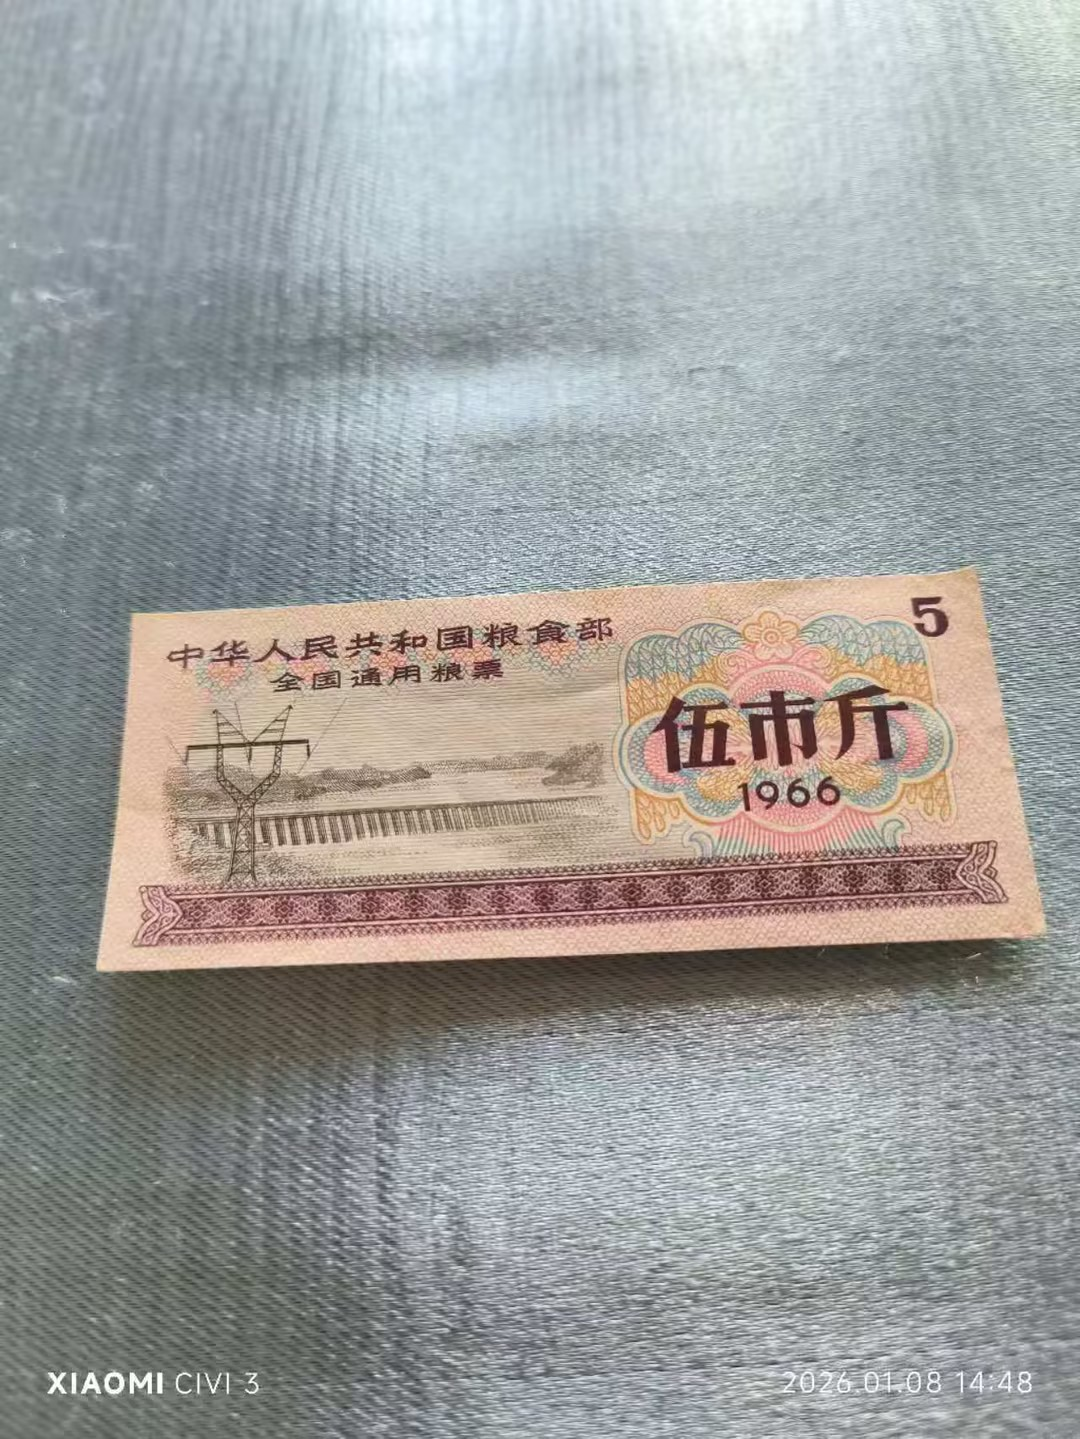 中华人民共和国粮食部
全国通用粮票
5
伍市斤
1966
XIAOMI CIVI 3
2026.01.08 14:48